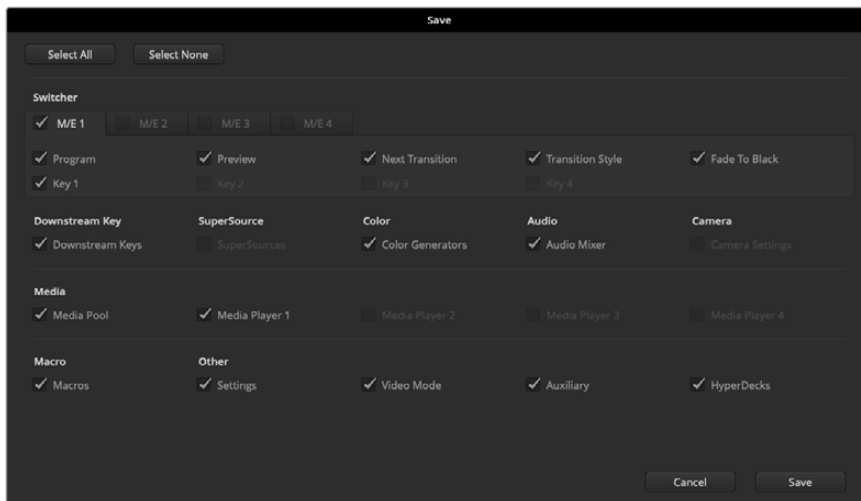 Save
Select All Select None
Switcher
M/E 1 M/E 2 M/E 3 M/E 4
Program Preview Next Transition Transition Style Fade To Black
Key 1 Key 2 Key 3 Key 4
Downstream Key SuperSource Color Audio Camera
Downstream Keys SuperSources Color Generators Audio Mixer Camera Settings
Media
Media Pool Media Player 1 Media Player 2 Media Player 3 Media Player 4
Macro Other
Macros Settings Video Mode Auxiliary HyperDecks
Cancel Save